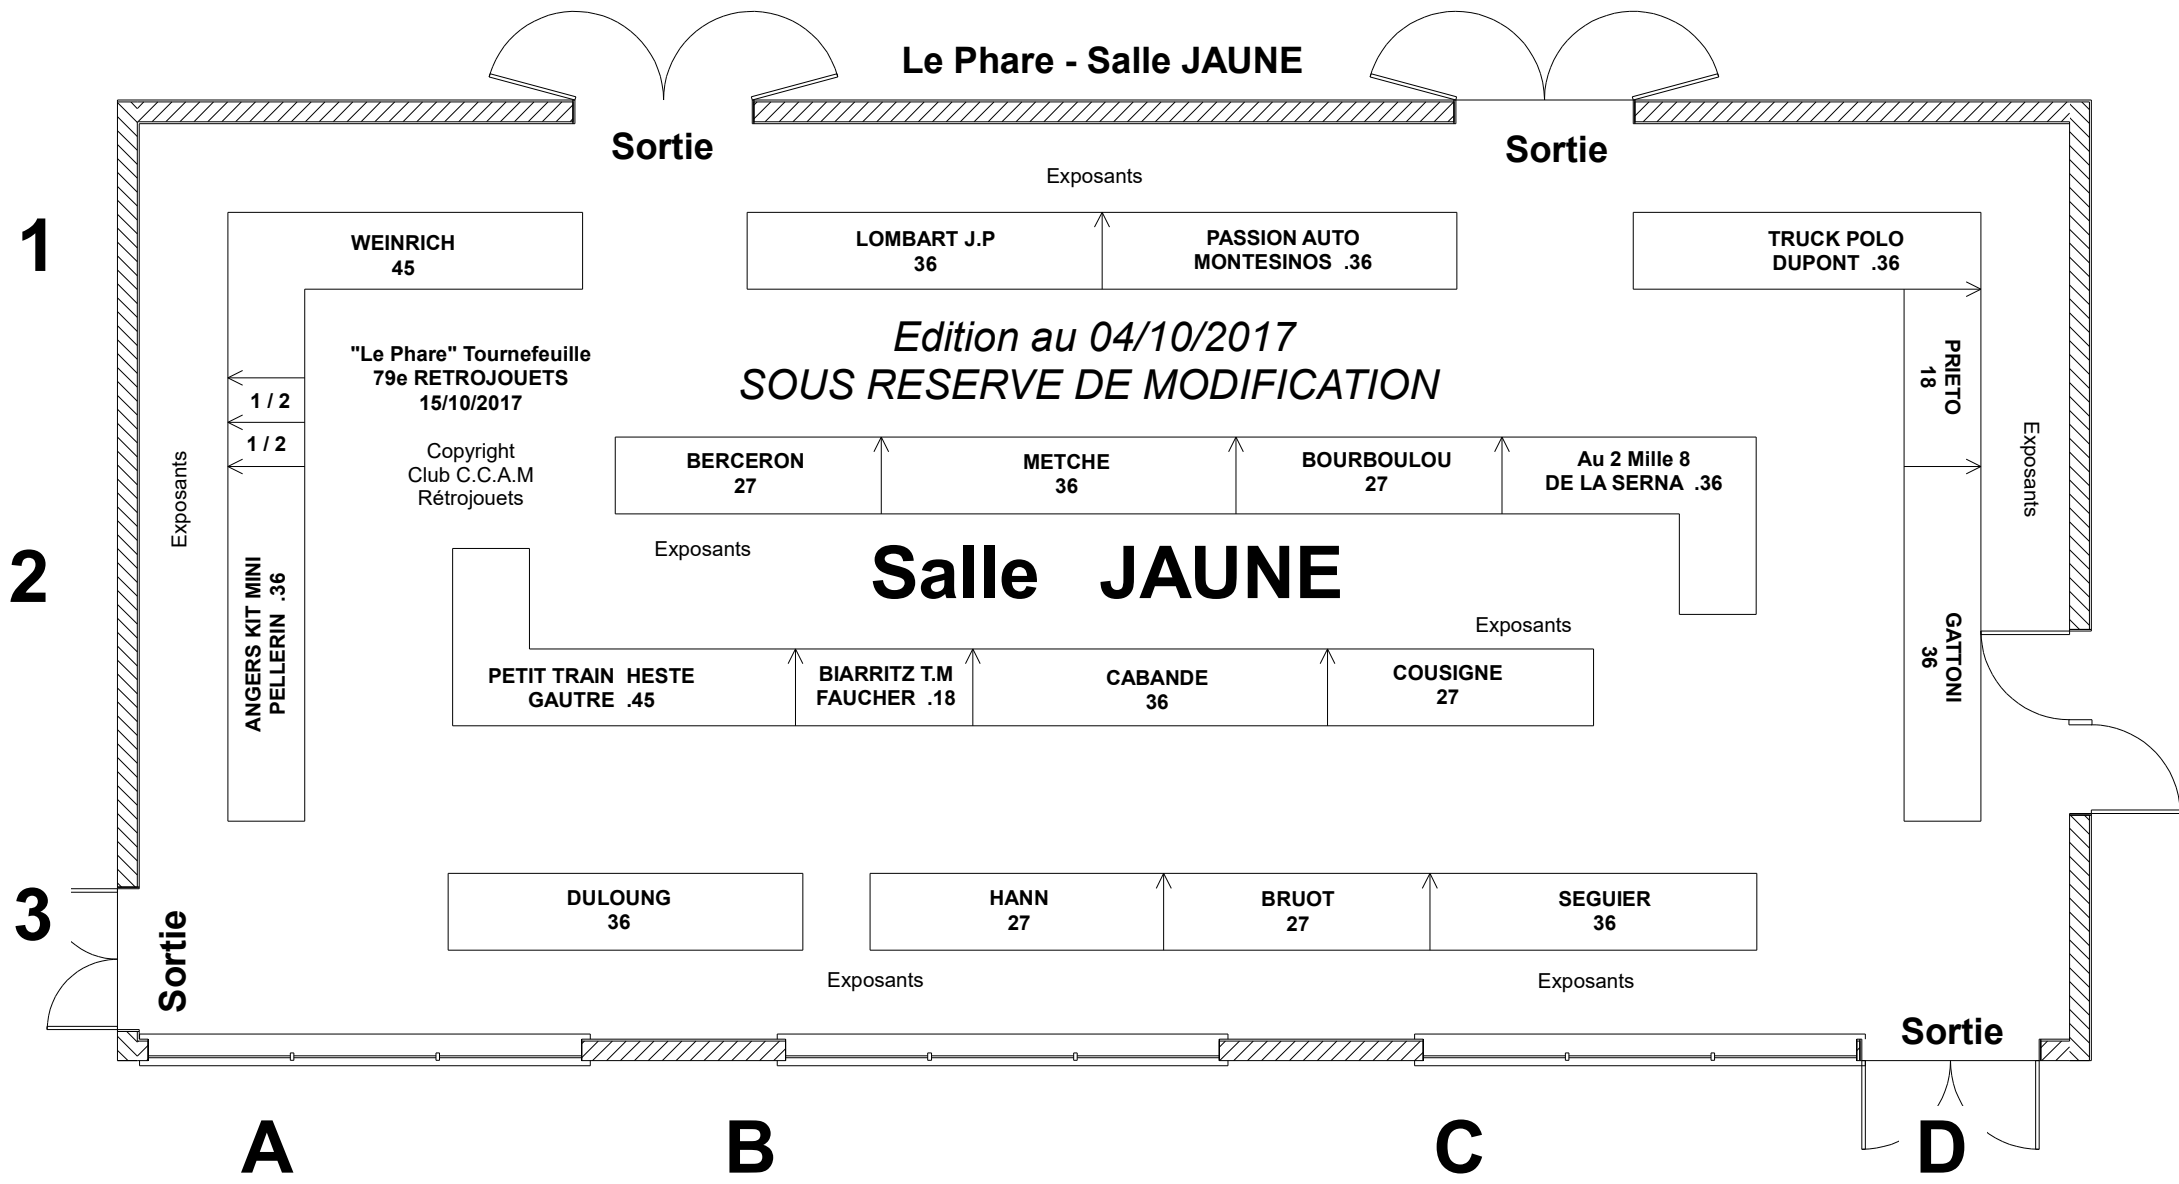 Le Phare - Salle JAUNE
Sortie
Sortie
Exposants
1
WEINRICH
45
LOMBART J.P
36
PASSION AUTO
MONTESINOS .36
TRUCK POLO
DUPONT .36
"Le Phare" Tournefeuille
79e RETROJOUETS
15/10/2017
Edition au 04/10/2017
SOUS RESERVE DE MODIFICATION
PRIETO
18
1 / 2
1 / 2
Copyright
Club C.C.A.M
Rétrojouets
Exposants
BERCERON
27
METCHE
36
BOURBOULOU
27
Au 2 Mille 8
DE LA SERNA .36
Exposants
2
ANGERS KIT MINI
PELLERIN .36
Exposants
Salle JAUNE
Exposants
GATTONI
36
PETIT TRAIN HESTE
GAUTRE .45
BIARRITZ T.M
FAUCHER .18
CABANDE
36
COUSIGNE
27
3
Sortie
DULOUNG
36
HANN
27
BRUOT
27
SEGUIER
36
Exposants
Exposants
Sortie
A
B
C
D